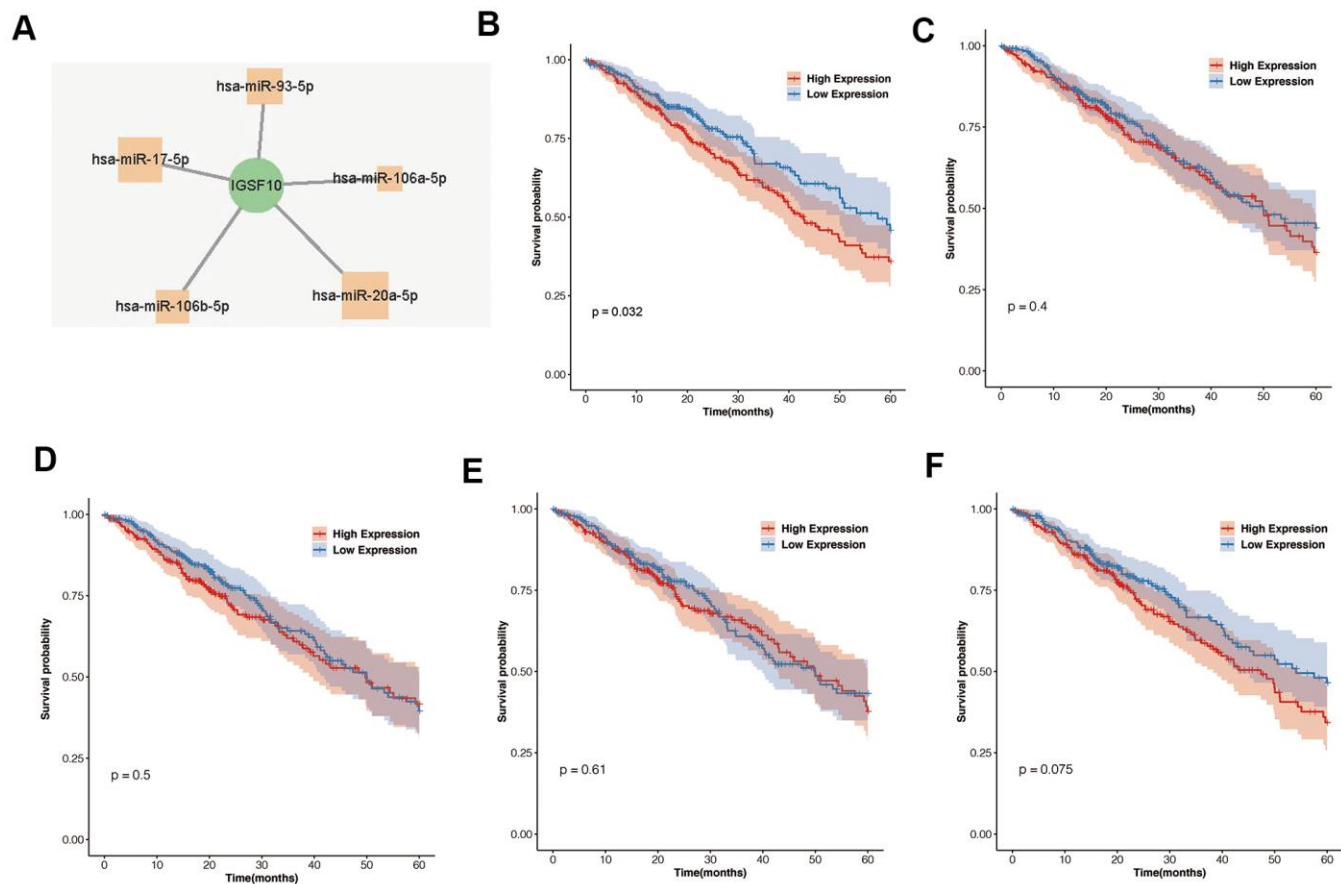 A
hsa-miR-93-5p
hsa-miR-17-5p
IGSF10
hsa-miR-106a-5p
hsa-miR-106b-5p
hsa-miR-20a-5p
B
1.00
0.75
0.50
0.25
0.00
Survival probability
High Expression
Low Expression
p = 0.032
0 10 20 30 40 50 60
Time(months)
C
1.00
0.75
0.50
0.25
0.00
Survival probability
High Expression
Low Expression
p = 0.4
0 10 20 30 40 50 60
Time(months)
D
1.00
0.75
0.50
0.25
0.00
Survival probability
High Expression
Low Expression
p = 0.5
0 10 20 30 40 50 60
Time(months)
E
1.00
0.75
0.50
0.25
0.00
Survival probability
High Expression
Low Expression
p = 0.61
0 10 20 30 40 50 60
Time(months)
F
1.00
0.75
0.50
0.25
0.00
Survival probability
High Expression
Low Expression
p = 0.075
0 10 20 30 40 50 60
Time(months)